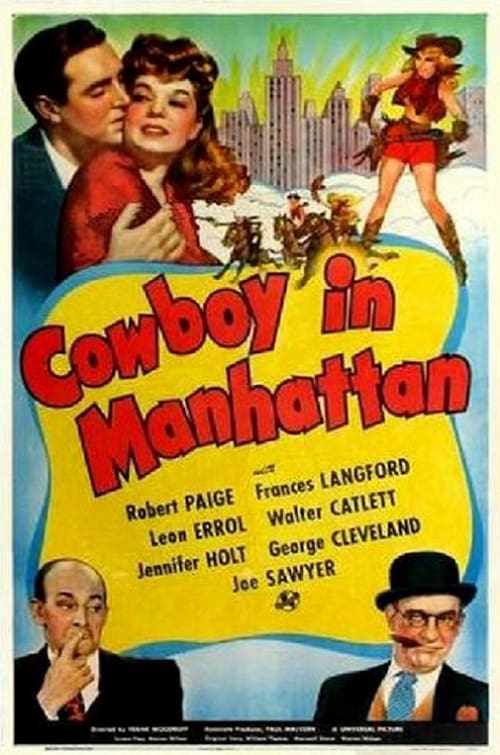 Cowboy in
Manhattan
with
Robert PAIGE Frances LANGFORD
Leon ERROL Walter CATLETT
Jennifer HOLT George CLEVELAND
Joe SAWYER
Directed by FRANK WOODRUFF Associate Producer, PAUL MALVERN A UNIVERSAL PICTURE